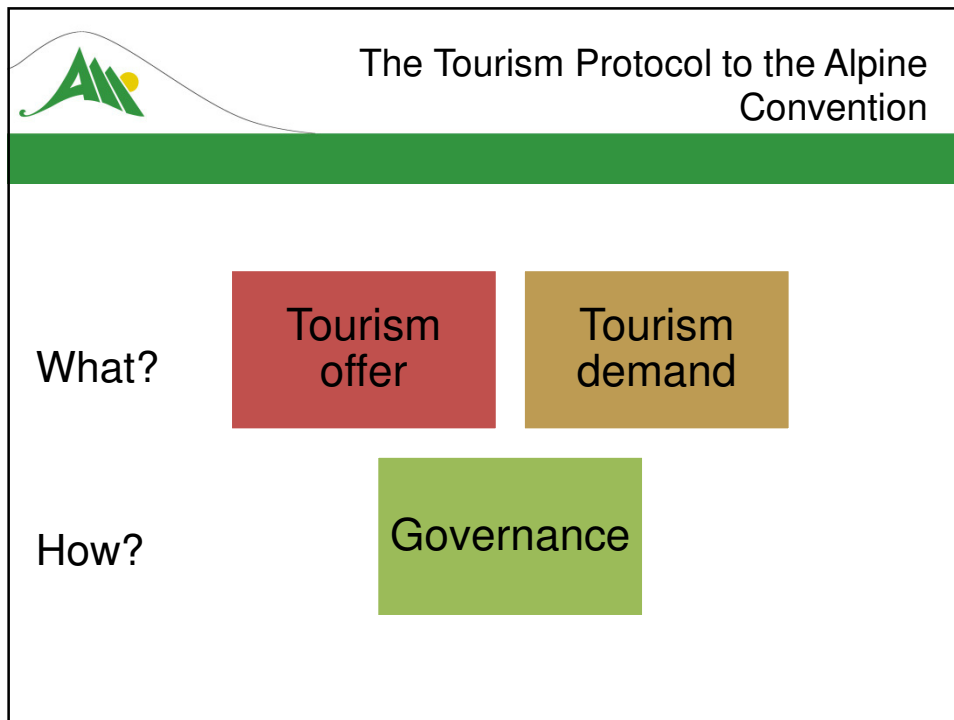 The Tourism Protocol to the Alpine
Convention
What?
Tourism
offer
Tourism
demand
How?
Governance